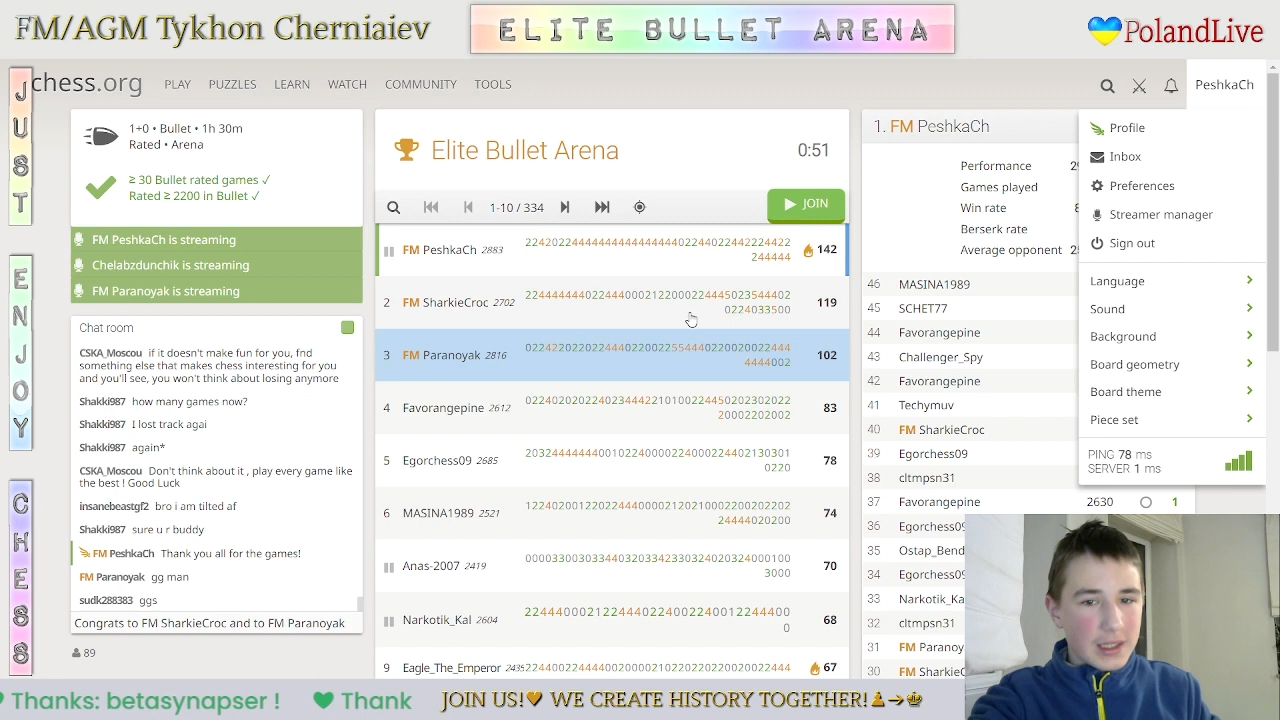 FM/AGM Tykhon Cherniaiev
ELITE BULLET ARENA
PolandLive
JUST
ENJOY
CHESS
chess.org
PLAY PUZZLES LEARN WATCH COMMUNITY TOOLS
PeshkaCh
1+0 • Bullet • 1h 30m
Rated • Arena
≥ 30 Bullet rated games ✓
Rated ≥ 2200 in Bullet ✓
FM PeshkaCh is streaming
Chelabzdunchik is streaming
FM Paranoyak is streaming
Chat room
CSKA_Moscou if it doesn't make fun for you, fnd
something else that makes chess interesting for you
and you'll see, you won't think about losing anymore
Shakki987 how many games now?
Shakki987 I lost track agai
Shakki987 again*
CSKA_Moscou Don't think about it , play every game like
the best ! Good Luck
insanebeastgf2 bro i am tilted af
Shakki987 sure u r buddy
FM PeshkaCh Thank you all for the games!
FM Paranoyak gg man
sudk288383 ggs
Congrats to FM SharkieCroc and to FM Paranoyak
89
Elite Bullet Arena 0:51
1-10 / 334
JOIN
FM PeshkaCh 2883
142
2 FM SharkieCroc 2702
0224033500
119
3 FM Paranoyak 2816
4444002
102
4 Favorangepine 2612
20002202002
83
5 Egorchess09 2685
0220
78
6 MASINA1989 2521
2444020200
74
Anas-2007 2419
3000
70
Narkotik_Kal 2604
0
68
9 Eagle_The_Emperor
67
1. FM PeshkaCh
Performance
Games played
Win rate
Berserk rate
Average opponent
46 MASINA1989
45 SCHET77
44 Favorangepine
43 Challenger_Spy
42 Favorangepine
41 Techymuv
40 FM SharkieCroc
39 Egorchess09
38 cltmpsn31
37 Favorangepine 2630 1
36 Egorchess09
35 Ostap_Bend
34 Egorchess09
33 Narkotik_Ka
32 cltmpsn31
31 FM Parano
30 FM SharkieC
Profile
Inbox
Preferences
Streamer manager
Sign out
Language
Sound
Background
Board geometry
Board theme
Piece set
PING 78 ms
SERVER 1 ms
Thanks: betasynapser ! Thank
JOIN US! WE CREATE HISTORY TOGETHER!